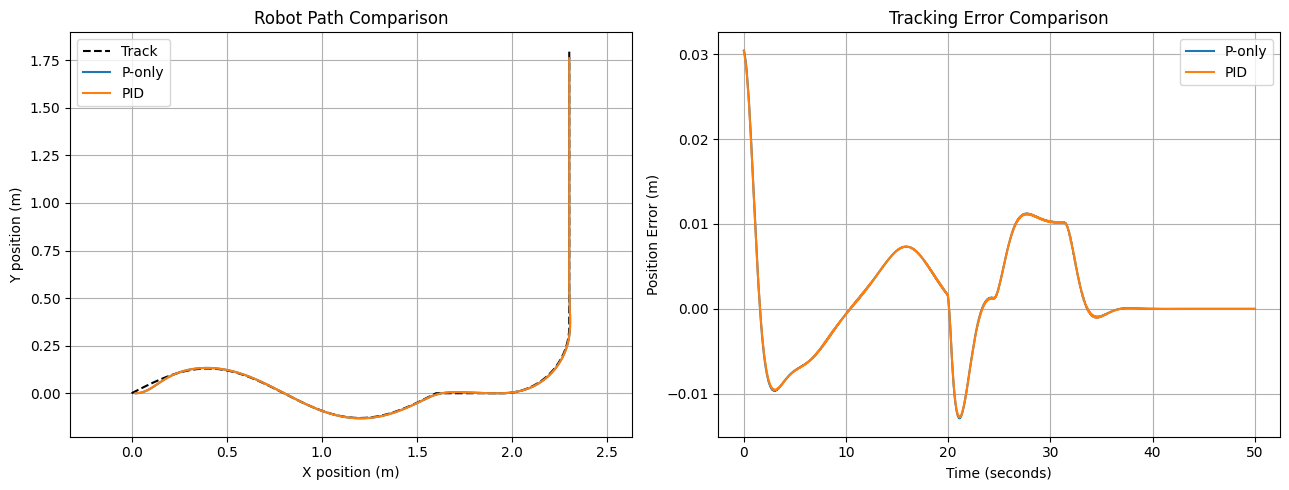 Robot Path Comparison
Track
P-only
PID
1.75
1.50
1.25
1.00
0.75
0.50
0.25
0.00
Y position (m)
0.0
0.5
1.0
1.5
2.0
2.5
X position (m)
Tracking Error Comparison
P-only
PID
0.03
0.02
0.01
0.00
−0.01
Position Error (m)
0
10
20
30
40
50
Time (seconds)